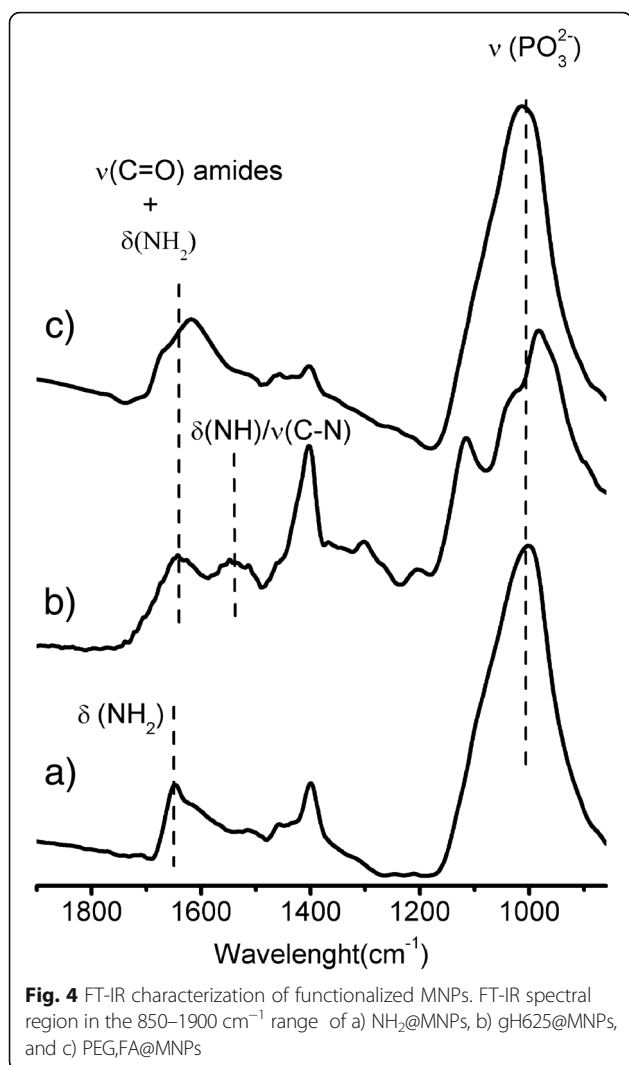 ν (PO₃²⁻)
ν(C=O) amides
+
δ(NH₂)
c)
δ(NH)/ν(C-N)
b)
δ (NH₂)
a)
1800 1600 1400 1200 1000
Wavelenght(cm⁻¹)
Fig. 4 FT-IR characterization of functionalized MNPs. FT-IR spectral
region in the 850–1900 cm⁻¹ range of a) NH₂@MNPs, b) gH625@MNPs,
and c) PEG,FA@MNPs